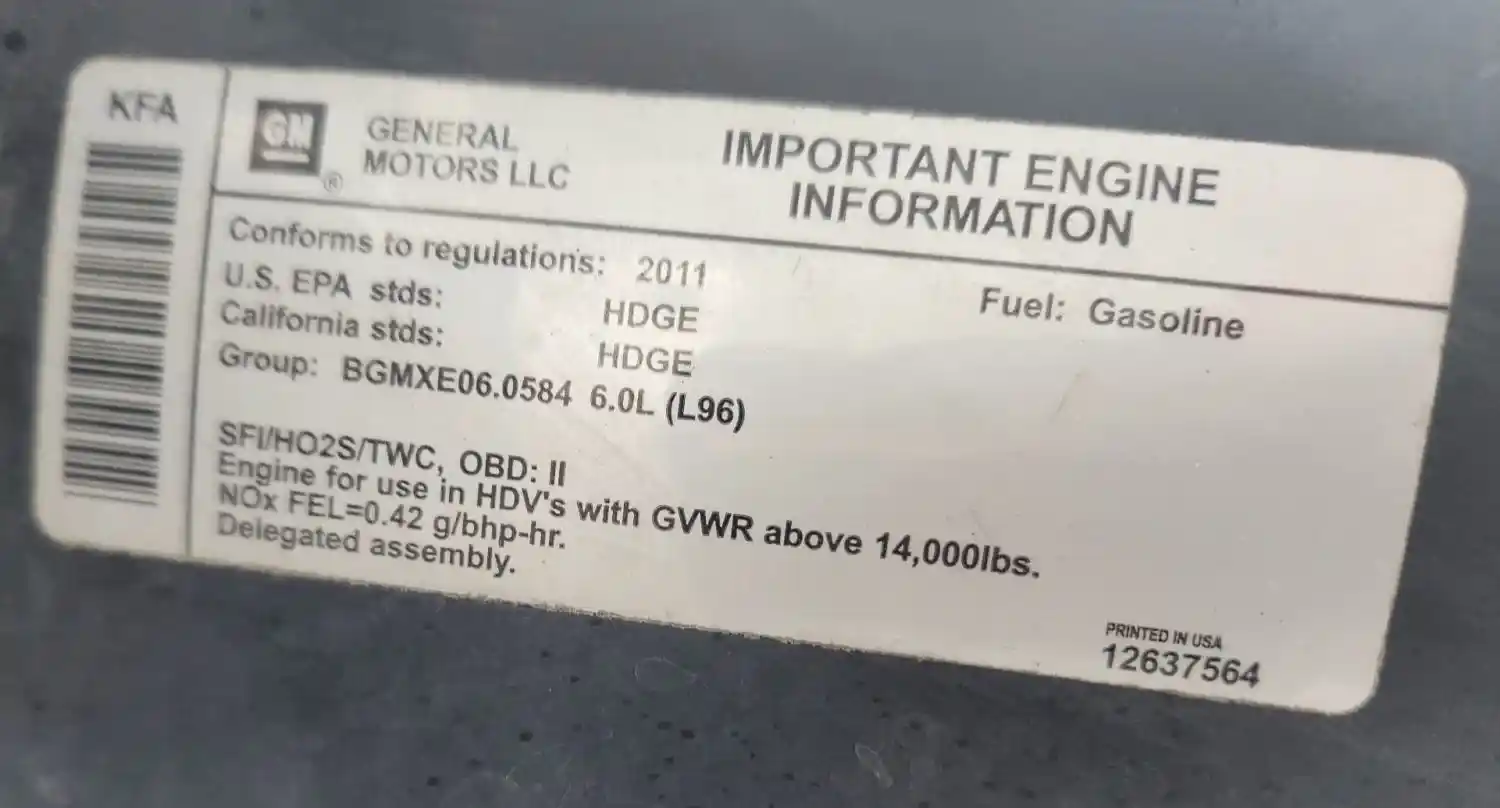 KFA
GM
®
GENERAL
MOTORS LLC
IMPORTANT ENGINE
INFORMATION
Conforms to regulations: 2011
Fuel: Gasoline
U.S. EPA stds: HDGE
California stds: HDGE
Group: BGMXE06.0584 6.0L (L96)
SFI/HO2S/TWC, OBD: II
Engine for use in HDV's with GVWR above 14,000lbs.
NOx FEL=0.42 g/bhp-hr.
Delegated assembly.
PRINTED IN USA
12637564